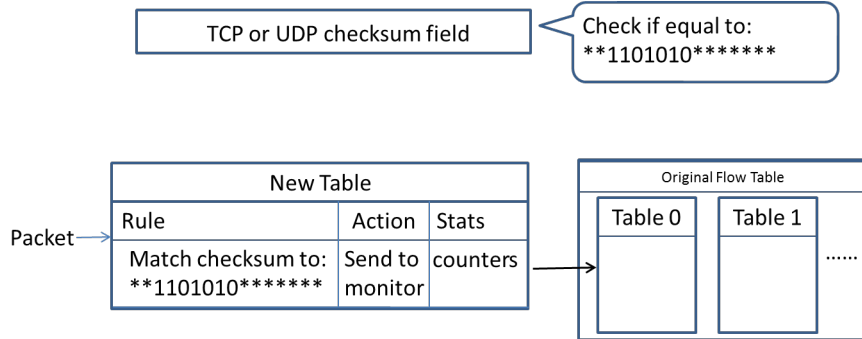 TCP or UDP checksum field
Check if equal to:
**1101010*******
New Table
Rule
Action
Stats
Packet
Match checksum to:
**1101010*******
Send to
monitor
counters
Original Flow Table
Table 0
Table 1
......